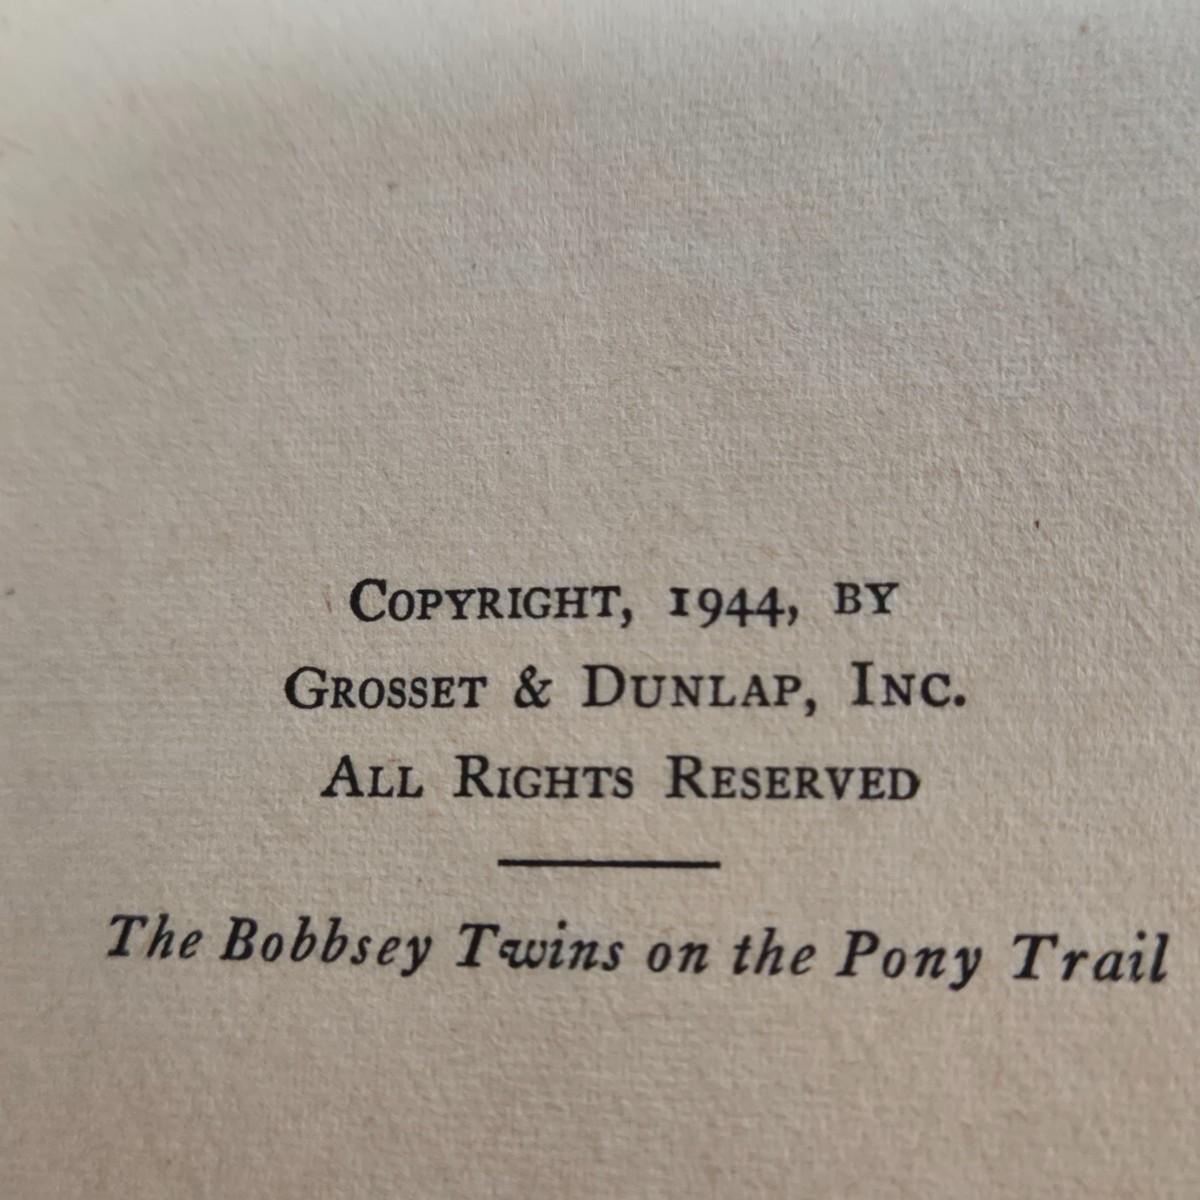 Copyright, 1944, by
Grosset & Dunlap, Inc.
All Rights Reserved
The Bobbsey Twins on the Pony Trail